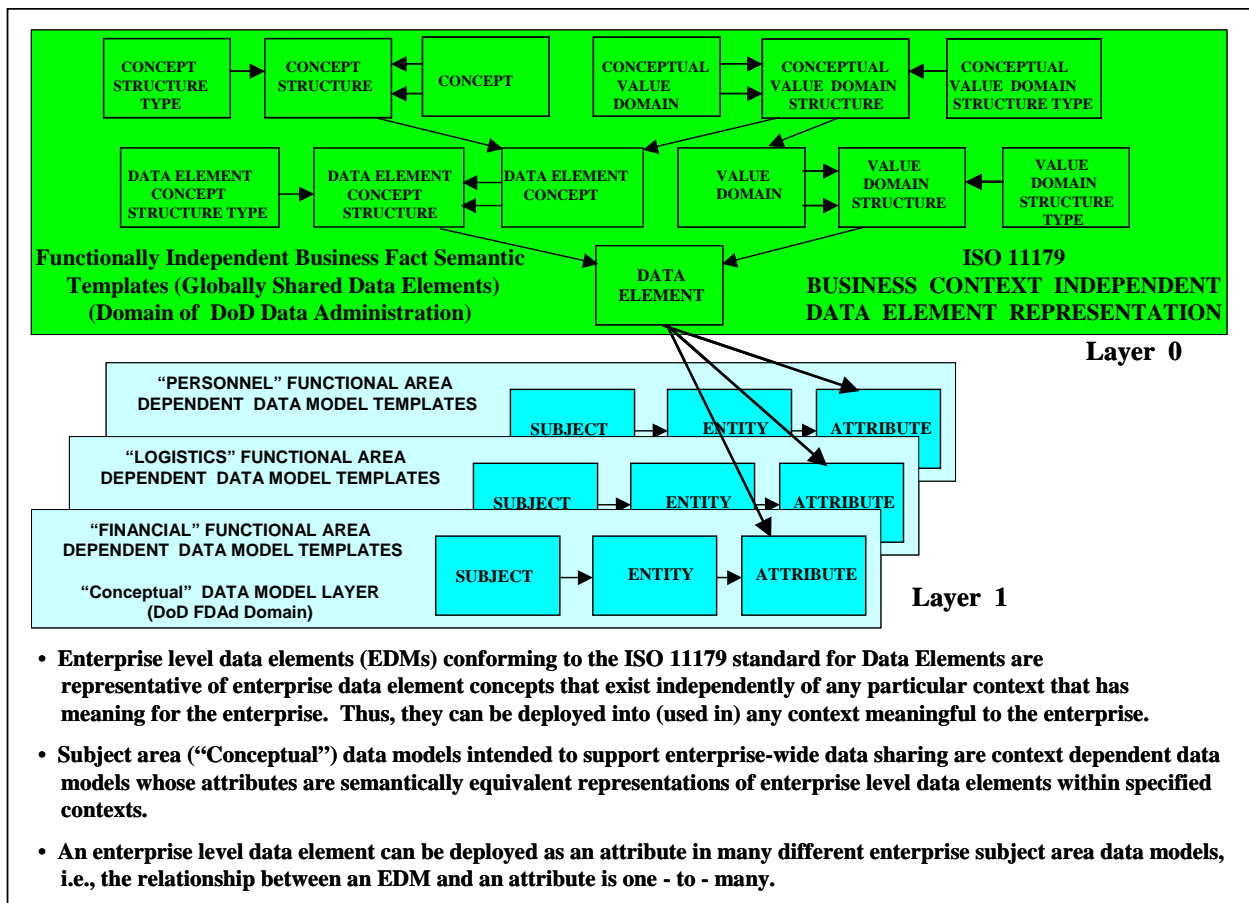 CONCEPT
STRUCTURE
TYPE
CONCEPT
STRUCTURE
CONCEPT
CONCEPTUAL
VALUE
DOMAIN
CONCEPTUAL
VALUE DOMAIN
STRUCTURE
CONCEPTUAL
VALUE DOMAIN
STRUCTURE TYPE
DATA ELEMENT
CONCEPT
STRUCTURE TYPE
DATA ELEMENT
CONCEPT
STRUCTURE
DATA ELEMENT
CONCEPT
VALUE
DOMAIN
VALUE
DOMAIN
STRUCTURE
VALUE
DOMAIN
STRUCTURE
TYPE
Functionally Independent Business Fact Semantic
Templates (Globally Shared Data Elements)
(Domain of DoD Data Administration)
DATA
ELEMENT
ISO 11179
BUSINESS CONTEXT INDEPENDENT
DATA ELEMENT REPRESENTATION
Layer 0
“PERSONNEL” FUNCTIONAL AREA
DEPENDENT DATA MODEL TEMPLATES
SUBJECT
ENTITY
ATTRIBUTE
“LOGISTICS” FUNCTIONAL AREA
DEPENDENT DATA MODEL TEMPLATES
SUBJECT
ENTITY
ATTRIBUTE
“FINANCIAL” FUNCTIONAL AREA
DEPENDENT DATA MODEL TEMPLATES
“Conceptual” DATA MODEL LAYER
(DoD FDAd Domain)
SUBJECT
ENTITY
ATTRIBUTE
Layer 1
• Enterprise level data elements (EDMs) conforming to the ISO 11179 standard for Data Elements are
representative of enterprise data element concepts that exist independently of any particular context that has
meaning for the enterprise. Thus, they can be deployed into (used in) any context meaningful to the enterprise.
• Subject area (“Conceptual”) data models intended to support enterprise-wide data sharing are context dependent data
models whose attributes are semantically equivalent representations of enterprise level data elements within specified
contexts.
• An enterprise level data element can be deployed as an attribute in many different enterprise subject area data models,
i.e., the relationship between an EDM and an attribute is one - to - many.